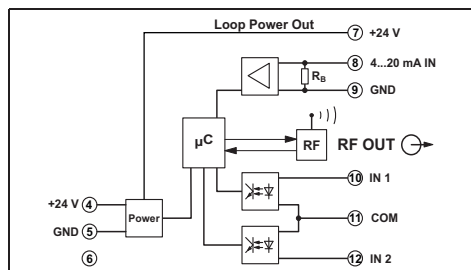 Loop Power Out
7 +24 V
8 4...20 mA IN
RB
9 GND
µC
RF
RF OUT
10 IN 1
+24 V 4
Power
11 COM
GND 5
6
12 IN 2